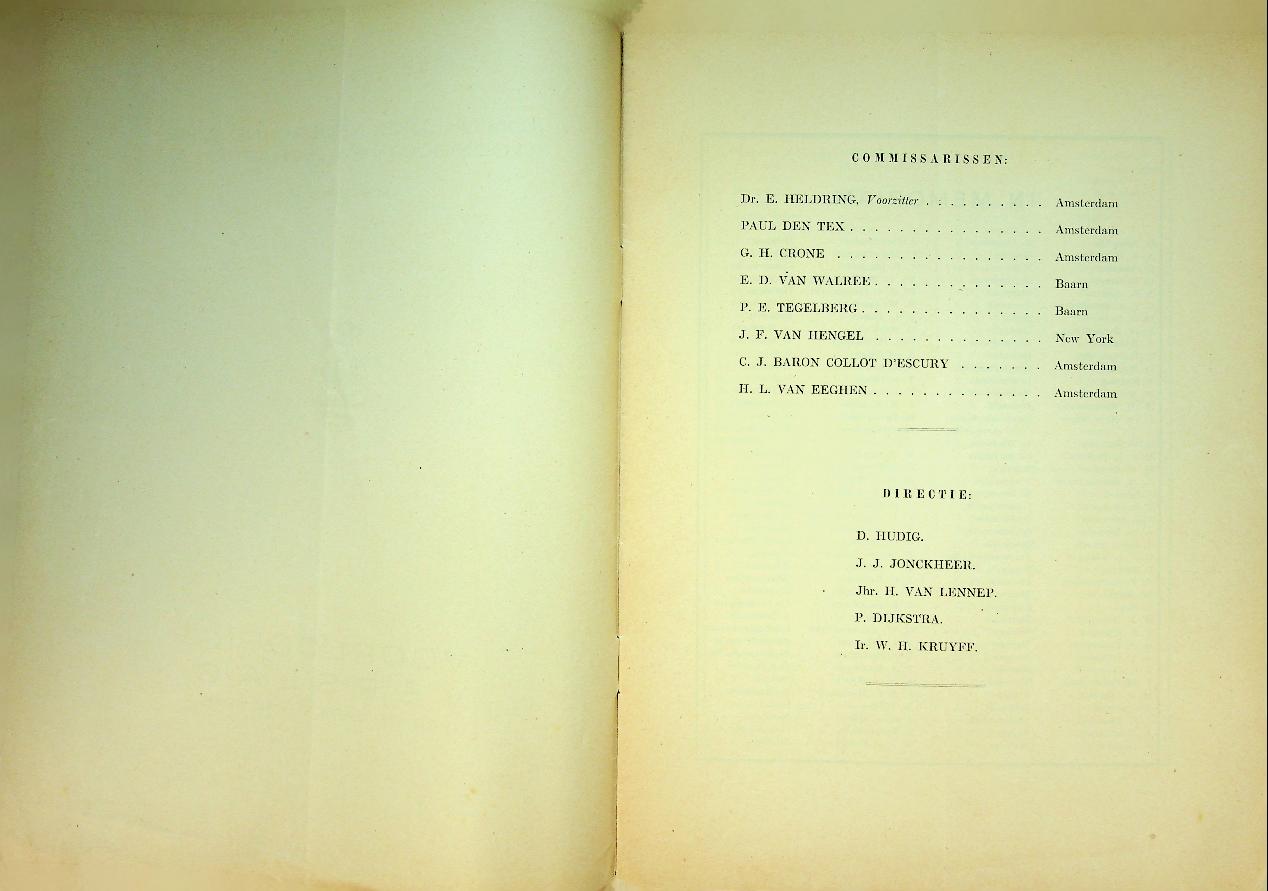 COMMISSARISSEN:
Dr. E. HELDRING, Voorzitter . . . . . . . . . . Amsterdam
PAUL DEN TEX . . . . . . . . . . . . . . . . Amsterdam
G. H. CRONE . . . . . . . . . . . . . . . . . Amsterdam
E. D. VAN WALREE . . . . . . . . . . . . . . Baarn
P. E. TEGELBERG . . . . . . . . . . . . . . . Baarn
J. F. VAN HENGEL . . . . . . . . . . . . . . New York
C. J. BARON COLLOT D'ESCURY . . . . . . . Amsterdam
H. L. VAN EEGHEN . . . . . . . . . . . . . . Amsterdam
DIRECTIE:
D. HUDIG.
J. J. JONCKHEER.
Jhr. H. VAN LENNEP.
P. DIJKSTRA.
Ir. W. H. KRUYFF.